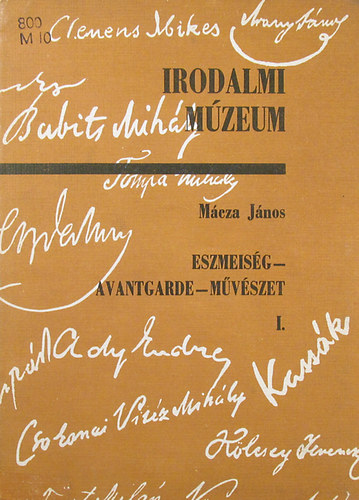 800
M 10
Clemens Mikes
Arany János
IRODALMI
Babits Mihály
MÚZEUM
Tompa Mihály
Mácza János
ESZMEISÉG—
AVANTGARDE—MŰVÉSZET
I.
Ady Endre
Kassák
Csokonai Vitéz Mihály
Kölcsey Ferencz